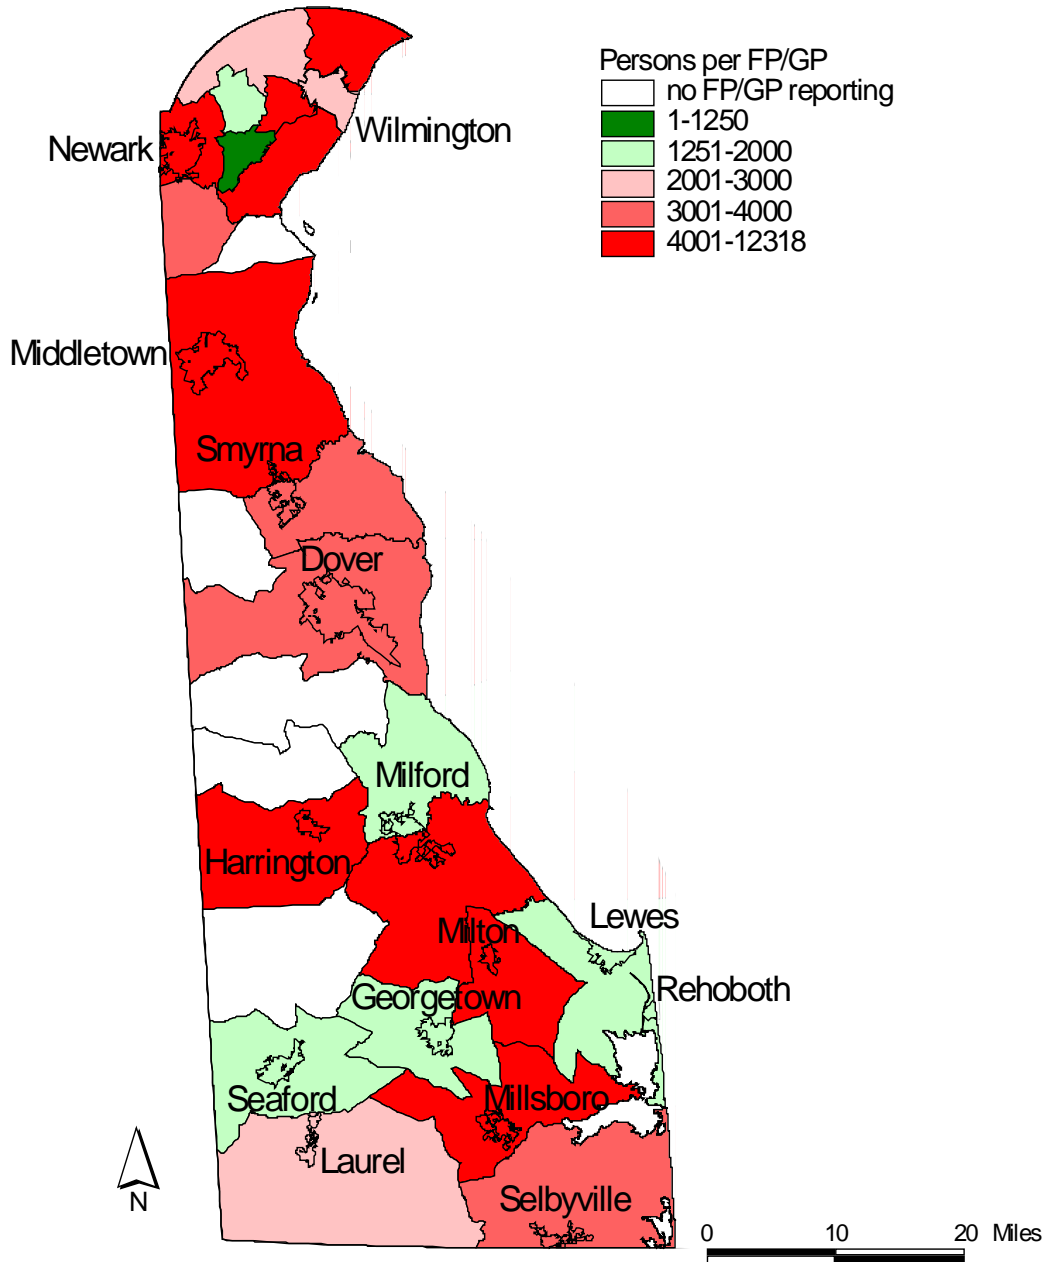 Persons per FP/GP
no FP/GP reporting
1-1250
1251-2000
2001-3000
3001-4000
4001-12318
Wilmington
Newark
Middletown
Smyrna
Dover
Milford
Harrington
Lewes
Milton
Rehoboth
Georgetown
Seaford
Millsboro
Laurel
Selbyville
N
0 10 20 Miles